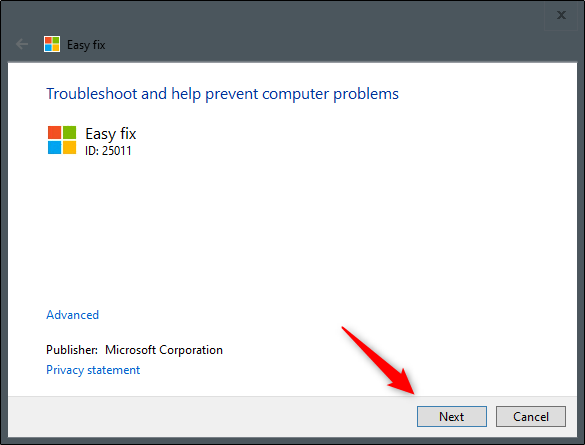 Easy fix
Troubleshoot and help prevent computer problems
Easy fix
ID: 25011
Advanced
Publisher: Microsoft Corporation
Privacy statement
Next Cancel